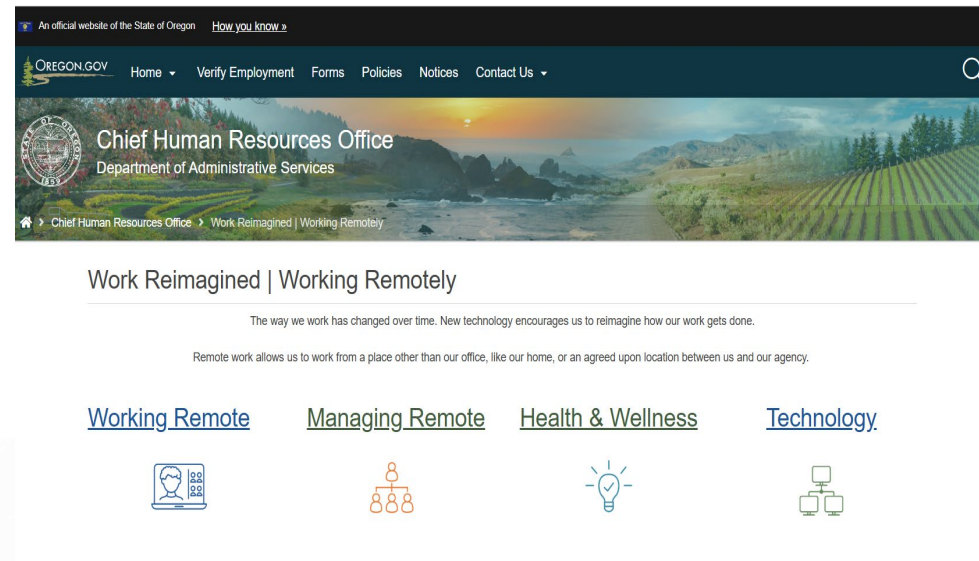 An official website of the State of Oregon How you know »
OREGON.GOV Home Verify Employment Forms Policies Notices Contact Us
STATE OF OREGON 1859
Chief Human Resources Office
Department of Administrative Services
> Chief Human Resources Office > Work Reimagined | Working Remotely
Work Reimagined | Working Remotely
The way we work has changed over time. New technology encourages us to reimagine how our work gets done.
Remote work allows us to work from a place other than our office, like our home, or an agreed upon location between us and our agency.
Working Remote Managing Remote Health & Wellness Technology